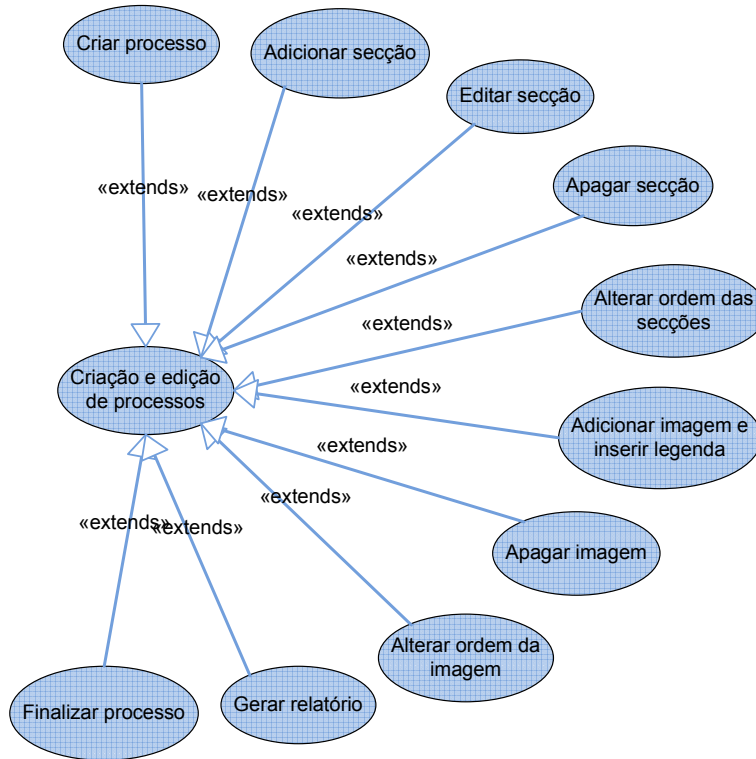 Criar processo
Adicionar secção
Editar secção
Apagar secção
«extends»
«extends»
«extends»
«extends»
Alterar ordem das
secções
«extends»
Criação e edição
de processos
«extends»
Adicionar imagem e
inserir legenda
«extends»
«extends»
«extends»
«extends»
Apagar imagem
Alterar ordem da
imagem
Finalizar processo
Gerar relatório